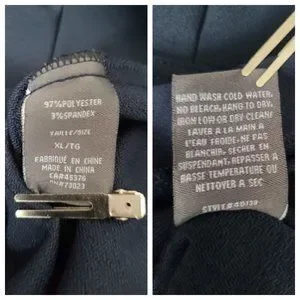 97% POLYESTER
3% SPANDEX
TAILLE/SIZE
XL/TG
FABRIQUE EN CHINE
MADE IN CHINA
CA#48376
HAND WASH COLD WATER,
NO BLEACH, HANG TO DRY,
IRON LOW OR DRY CLEAN/
LAVER A LA MAIN A
L'EAU FROIDE, NE PAS
BLANCHIR, SECHER EN
SUSPENDANT, REPASSER A
BASSE TEMPERATURE OU
NETTOYER A SEC